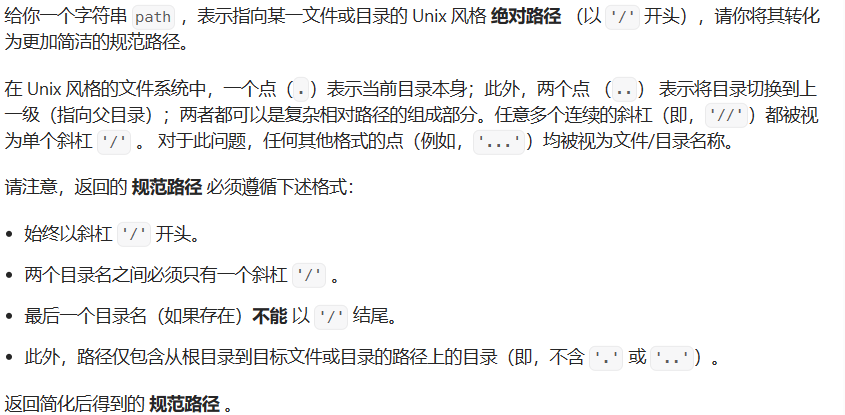 给你一个字符串 path ，表示指向某一文件或目录的 Unix 风格 绝对路径 （以 '/' 开头），请你将其转化
为更加简洁的规范路径。
在 Unix 风格的文件系统中，一个点（.）表示当前目录本身；此外，两个点 （..） 表示将目录切换到上
一级（指向父目录）；两者都可以是复杂相对路径的组成部分。任意多个连续的斜杠（即，'//'）都被视
为单个斜杠 '/' 。 对于此问题，任何其他格式的点（例如，'...'）均被视为文件/目录名称。
请注意，返回的 规范路径 必须遵循下述格式：
• 始终以斜杠 '/' 开头。
• 两个目录名之间必须只有一个斜杠 '/' 。
• 最后一个目录名（如果存在）不能 以 '/' 结尾。
• 此外，路径仅包含从根目录到目标文件或目录的路径上的目录（即，不含 '.' 或 '..'）。
返回简化后得到的 规范路径 。